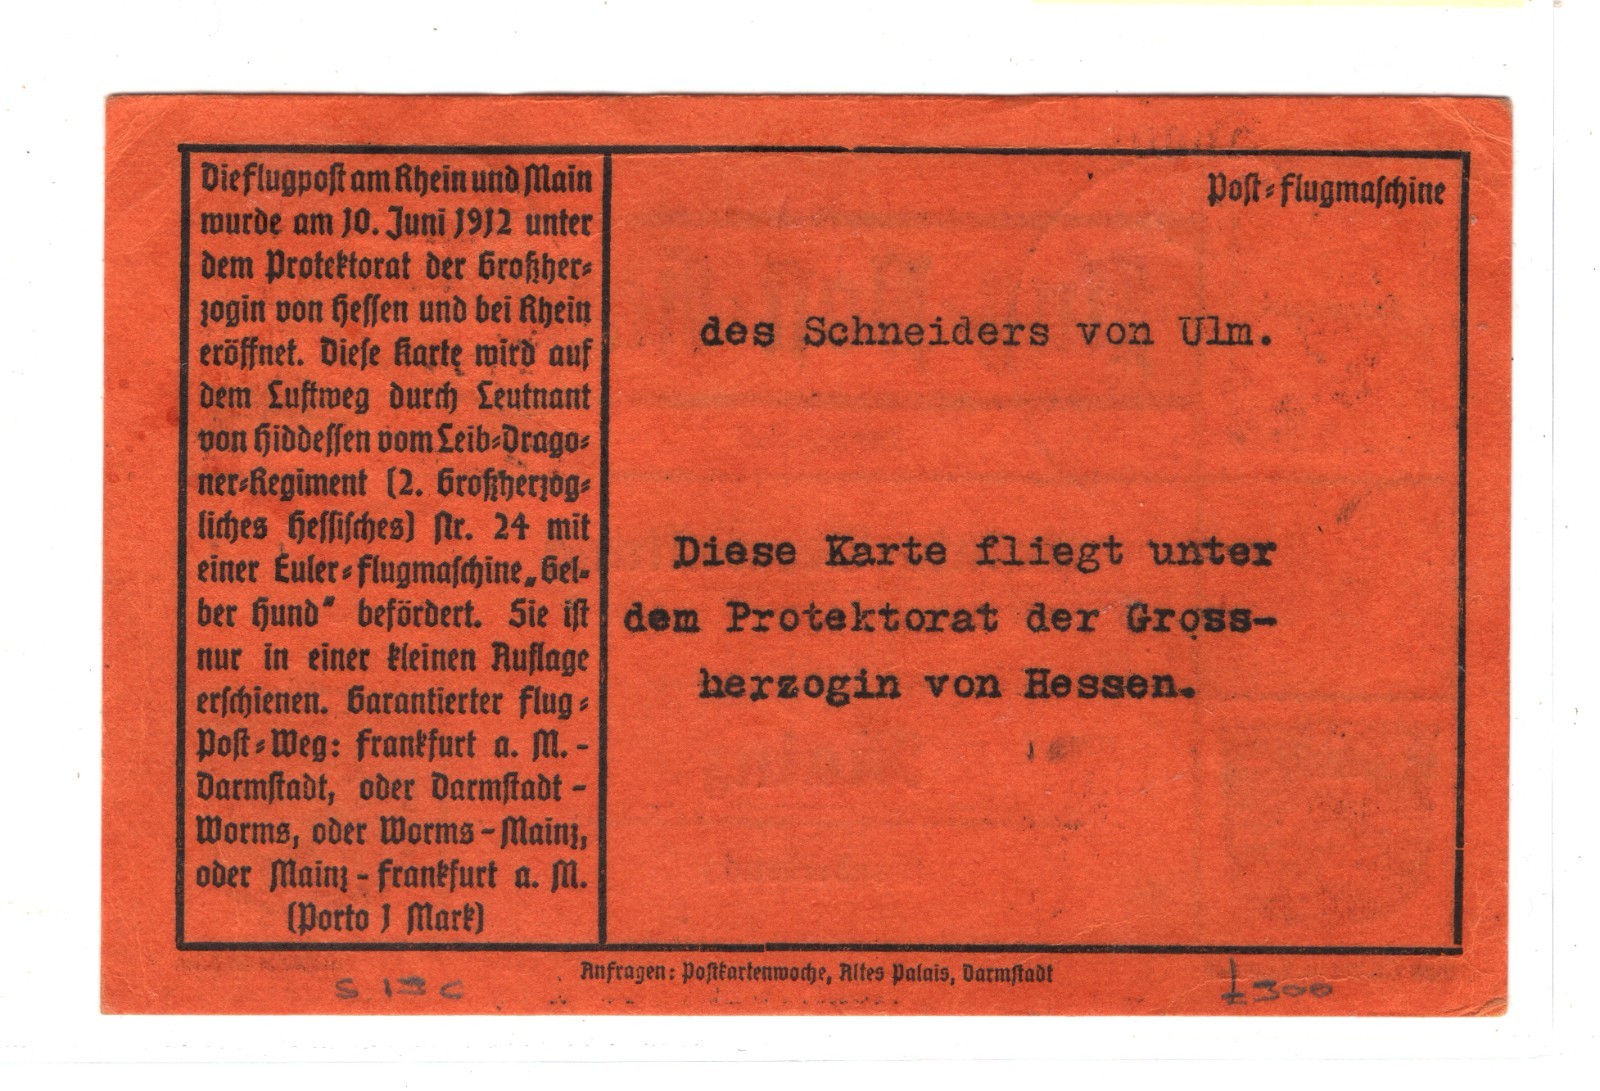 Die Flugpost am Rhein und Main
wurde am 10. Juni 1912 unter
dem Protektorat der Großher=
zogin von Hessen und bei Rhein
eröffnet. Diese Karte wird auf
dem Luftweg durch Leutnant
von Hiddessen vom Leib=Drago=
ner=Regiment (2. Großherzog=
liches Hessisches) Nr. 24 mit
einer Euler=Flugmaschine „Gel=
ber Hund" befördert. Sie ist
nur in einer kleinen Auflage
erschienen. Garantierter Flug=
Post=Weg: Frankfurt a. M. -
Darmstadt, oder Darmstadt -
Worms, oder Worms - Mainz,
oder Mainz - Frankfurt a. M.
(Porto 1 Mark)
Post=Flugmaschine
des Schneiders von Ulm.
Diese Karte fliegt unter
dem Protektorat der Gross-
herzogin von Hessen.
Anfragen: Postkartenwoche, Altes Palais, Darmstadt
S 13 C
£300